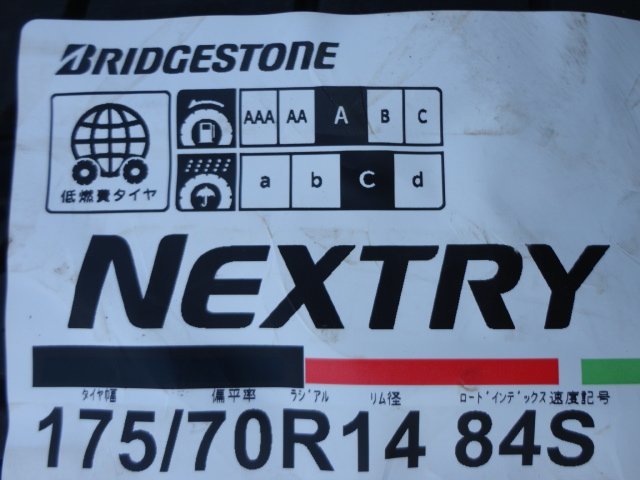 BRIDGESTONE
AAA AA A B C
低燃費タイヤ
a b c d
NEXTRY
タイヤ幅 偏平率 ラジアル リム径 ロードインデックス 速度記号
175/70R14 84S